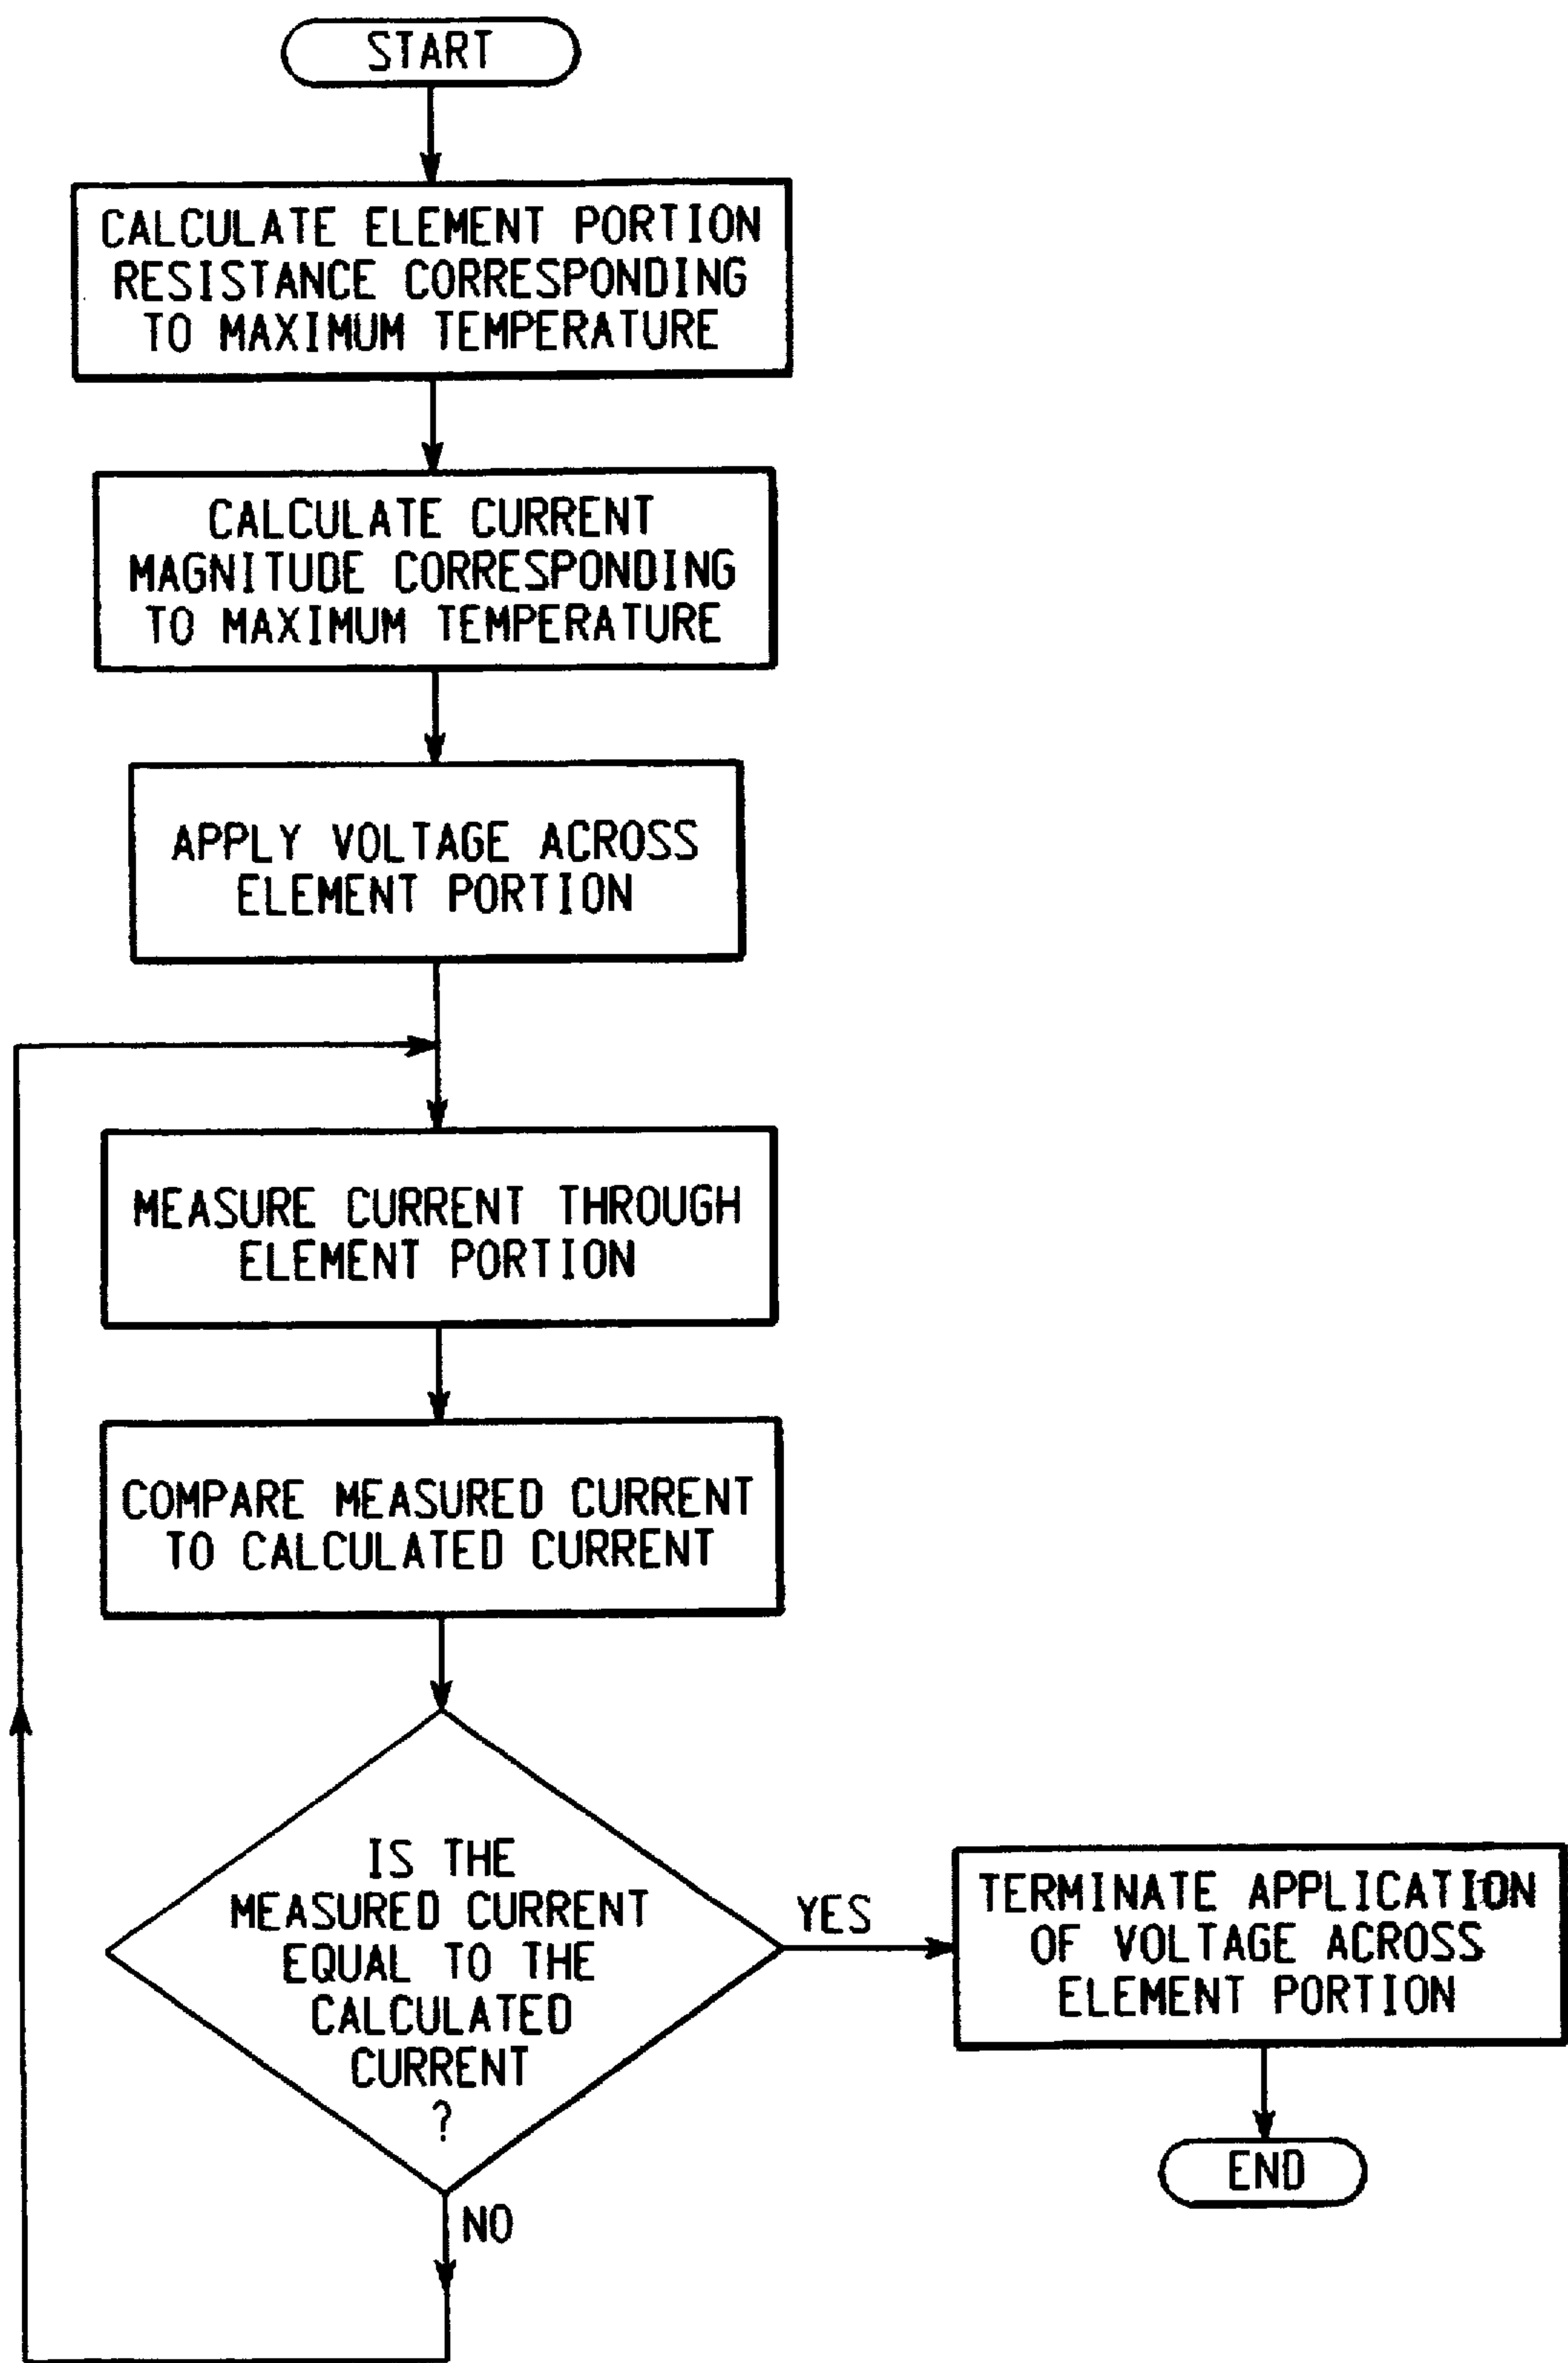 START
CALCULATE ELEMENT PORTION
RESISTANCE CORRESPONDING
TO MAXIMUM TEMPERATURE
CALCULATE CURRENT
MAGNITUDE CORRESPONDING
TO MAXIMUM TEMPERATURE
APPLY VOLTAGE ACROSS
ELEMENT PORTION
MEASURE CURRENT THROUGH
ELEMENT PORTION
COMPARE MEASURED CURRENT
TO CALCULATED CURRENT
IS THE
MEASURED CURRENT
EQUAL TO THE
CALCULATED
CURRENT
?
YES
TERMINATE APPLICATION
OF VOLTAGE ACROSS
ELEMENT PORTION
END
NO